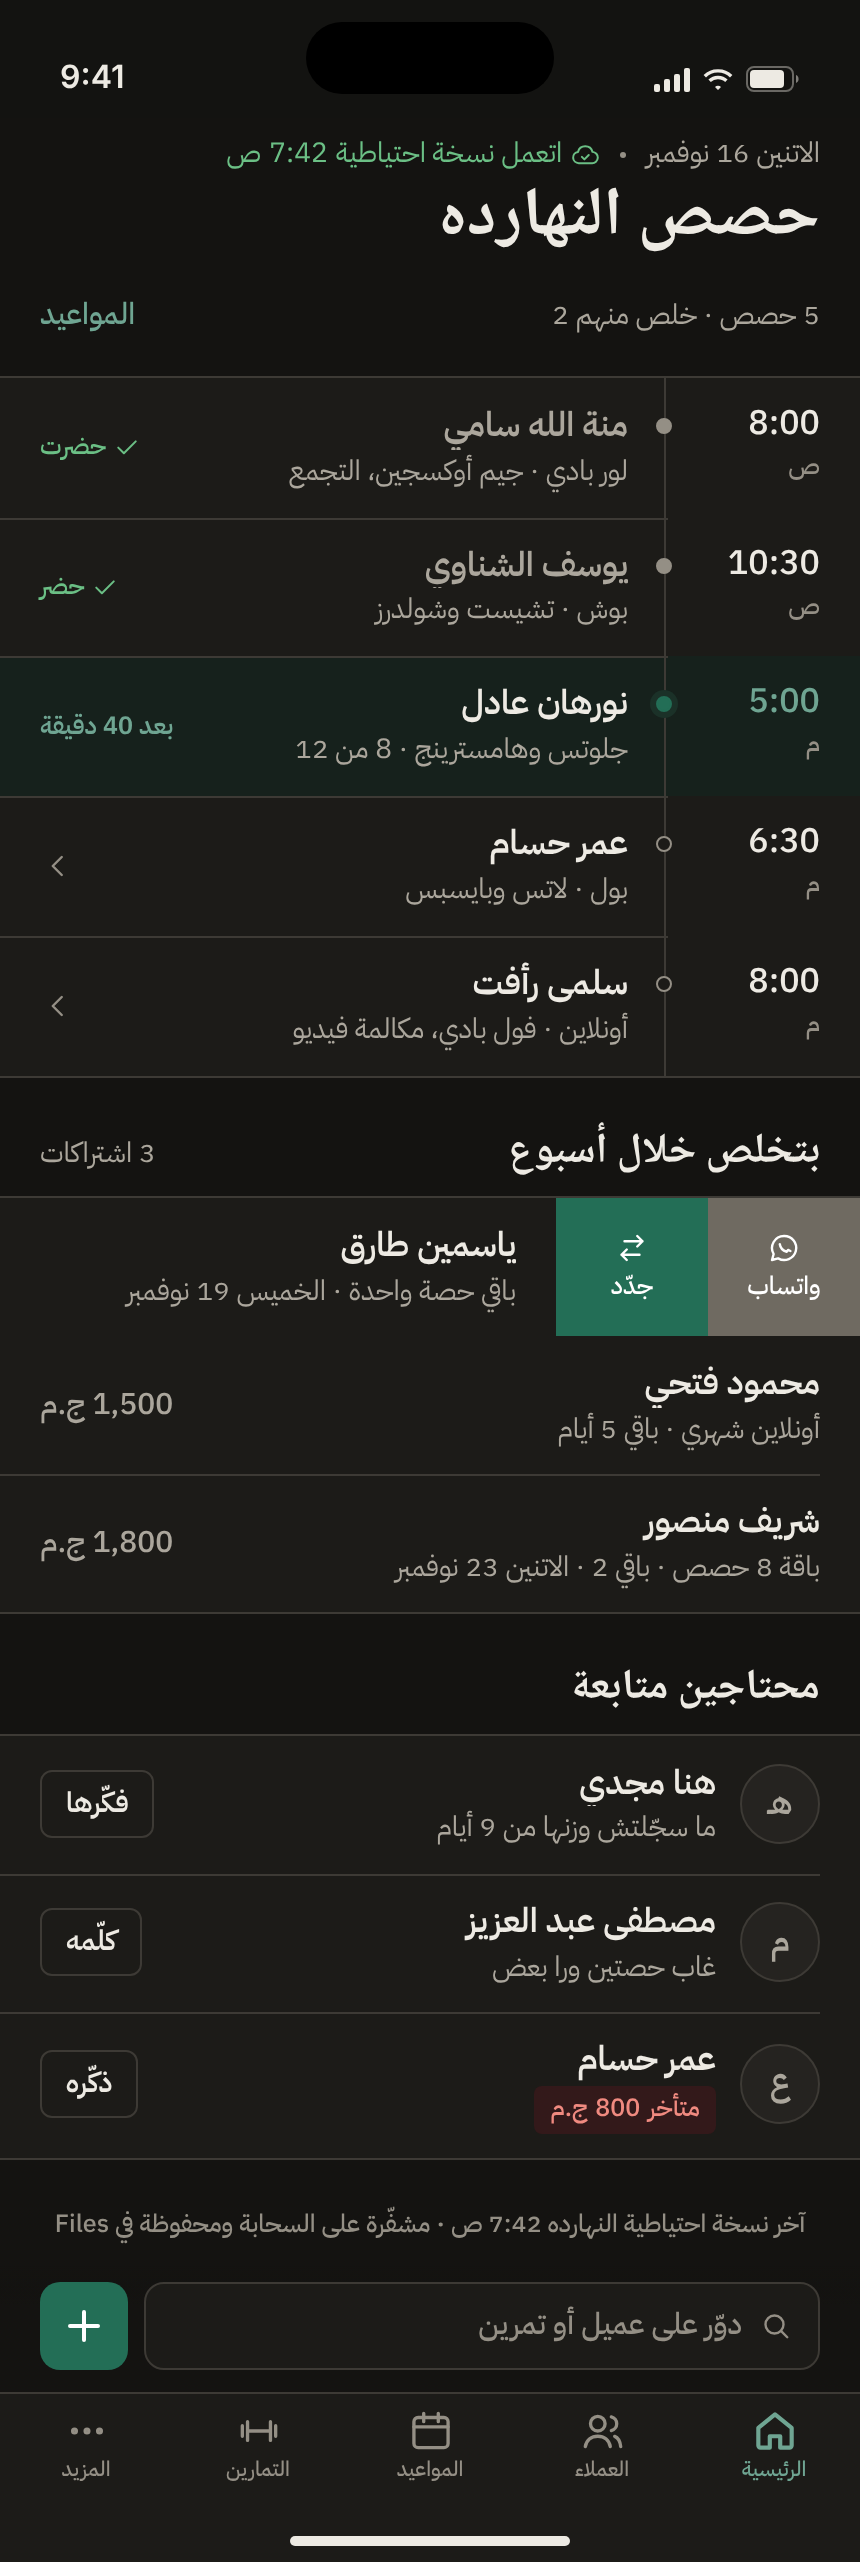 9:41
الاتنين 16 نوفمبر • اتعمل نسخة احتياطية 7:42 ص
حصص النهارده
5 حصص · خلص منهم 2
المواعيد
8:00 ص
منة الله سامي
لور بادي · جيم أوكسجين، التجمع
حضرت
10:30 ص
يوسف الشناوي
بوش · تشيست وشولدرز
حضر
5:00 م
نورهان عادل
جلوتس وهامسترينج · 8 من 12
بعد 40 دقيقة
6:30 م
عمر حسام
بول · لاتس وبايسبس
8:00 م
سلمى رأفت
أونلاين · فول بادي، مكالمة فيديو
بتخلص خلال أسبوع
3 اشتراكات
واتساب
جدّد
ياسمين طارق
باقي حصة واحدة · الخميس 19 نوفمبر
محمود فتحي
أونلاين شهري · باقي 5 أيام
1,500 ج.م
شريف منصور
باقة 8 حصص · باقي 2 · الاتنين 23 نوفمبر
1,800 ج.م
محتاجين متابعة
هـ
هنا مجدي
ما سجّلتش وزنها من 9 أيام
فكّرها
م
مصطفى عبد العزيز
غاب حصتين ورا بعض
كلّمه
ع
عمر حسام
متأخر 800 ج.م
ذكّره
آخر نسخة احتياطية النهارده 7:42 ص · مشفّرة على السحابة ومحفوظة في Files
دوّر على عميل أو تمرين
الرئيسية
العملاء
المواعيد
التمارين
المزيد